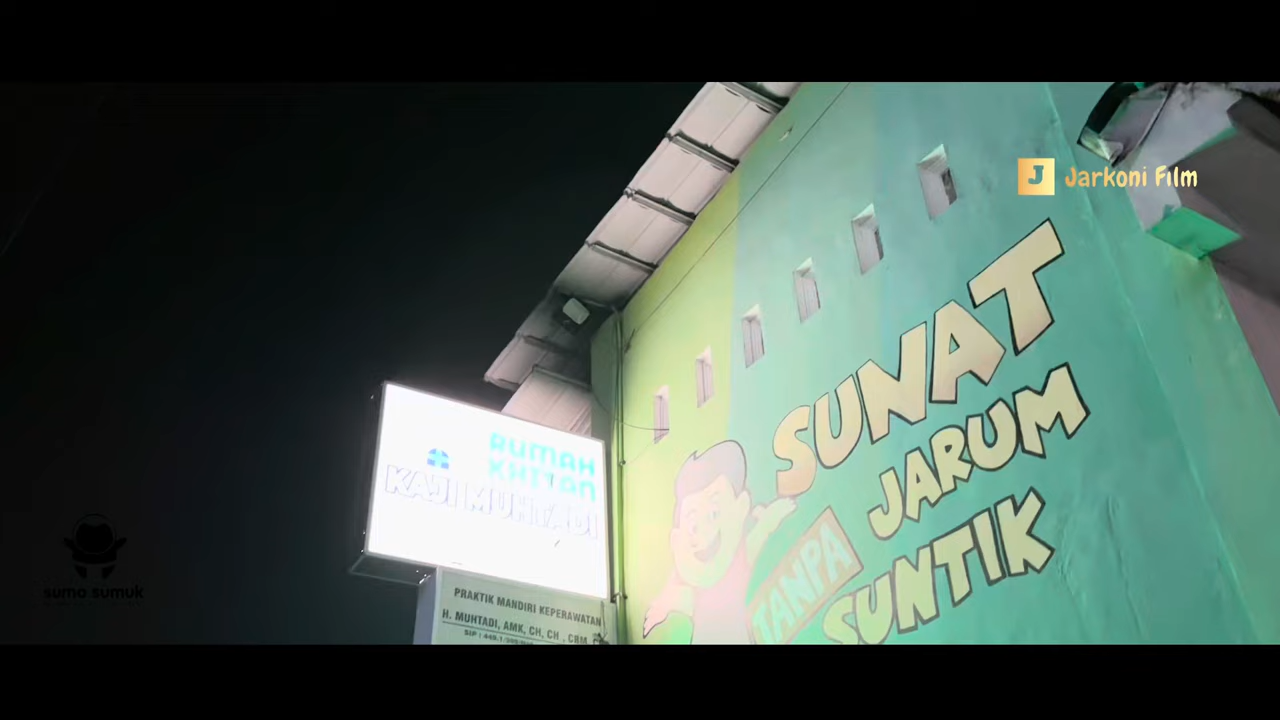 J Jarkoni Film
SUNAT
JARUM
TANPA
SUNTIK
RUMAH
KHITAN
KAJI MUHTADI
PRAKTIK MANDIRI KEPERAWATAN
H. MUHTADI, AMK, CH, CH, CRM
sumo sumuk